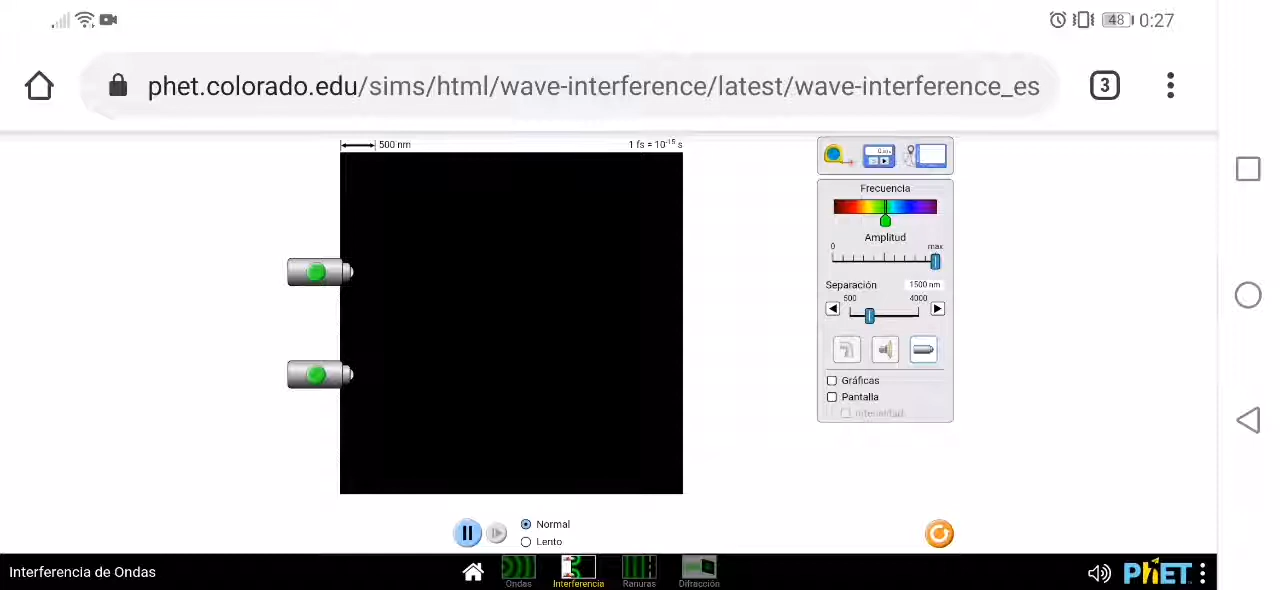 48 0:27
phet.colorado.edu/sims/html/wave-interference/latest/wave-interference_es
3
500 nm
1 fs = 10⁻¹⁵ s
Frecuencia
Amplitud
0 max
Separación 1500 nm
500 4000
Gráficas
Pantalla
Intensidad
Normal
Lento
Interferencia de Ondas
Ondas Interferencia Ranuras Difracción
PhET